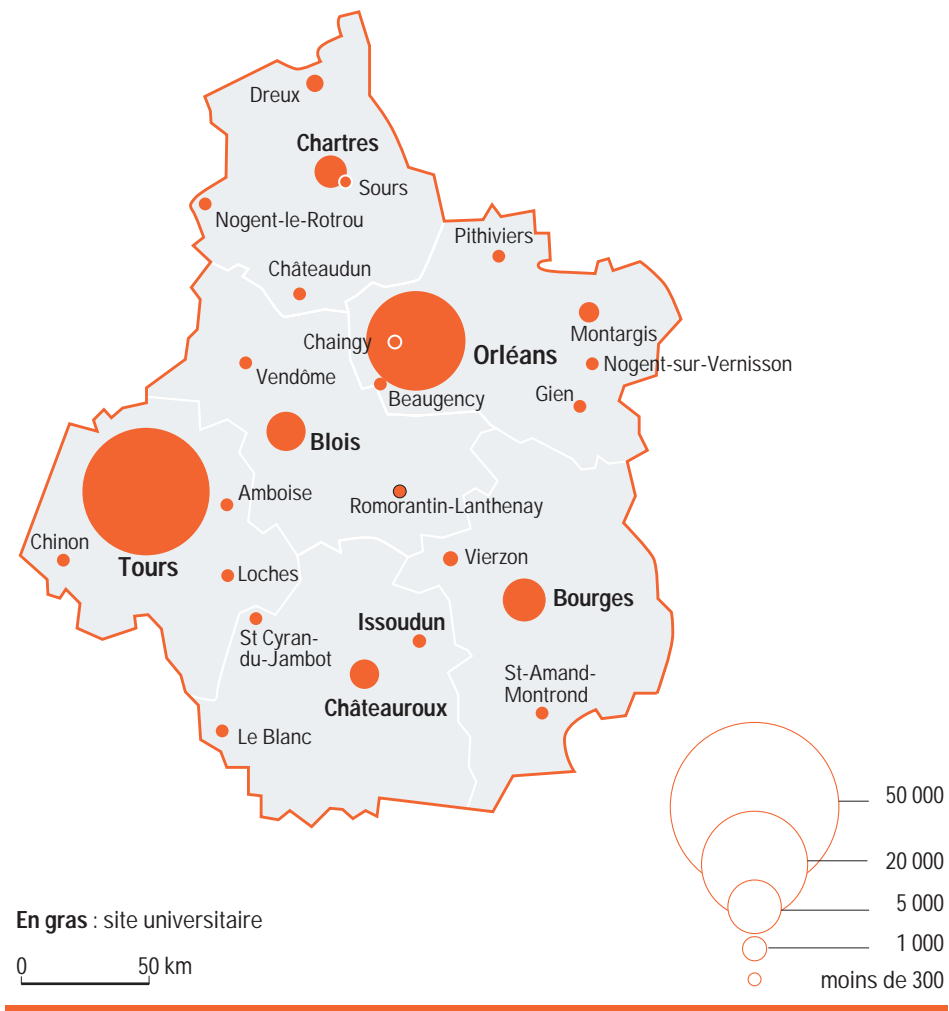 Dreux
Chartres
Sours
Nogent-le-Rotrou
Pithiviers
Châteaudun
Chaingy
Orléans
Montargis
Nogent-sur-Vernisson
Vendôme
Beaugency
Gien
Blois
Amboise
Romorantin-Lanthenay
Chinon
Tours
Loches
Vierzon
Bourges
Issoudun
St Cyran-
du-Jambot
St-Amand-
Montrond
Châteauroux
Le Blanc
50 000
20 000
5 000
1 000
moins de 300
En gras : site universitaire
0 50 km